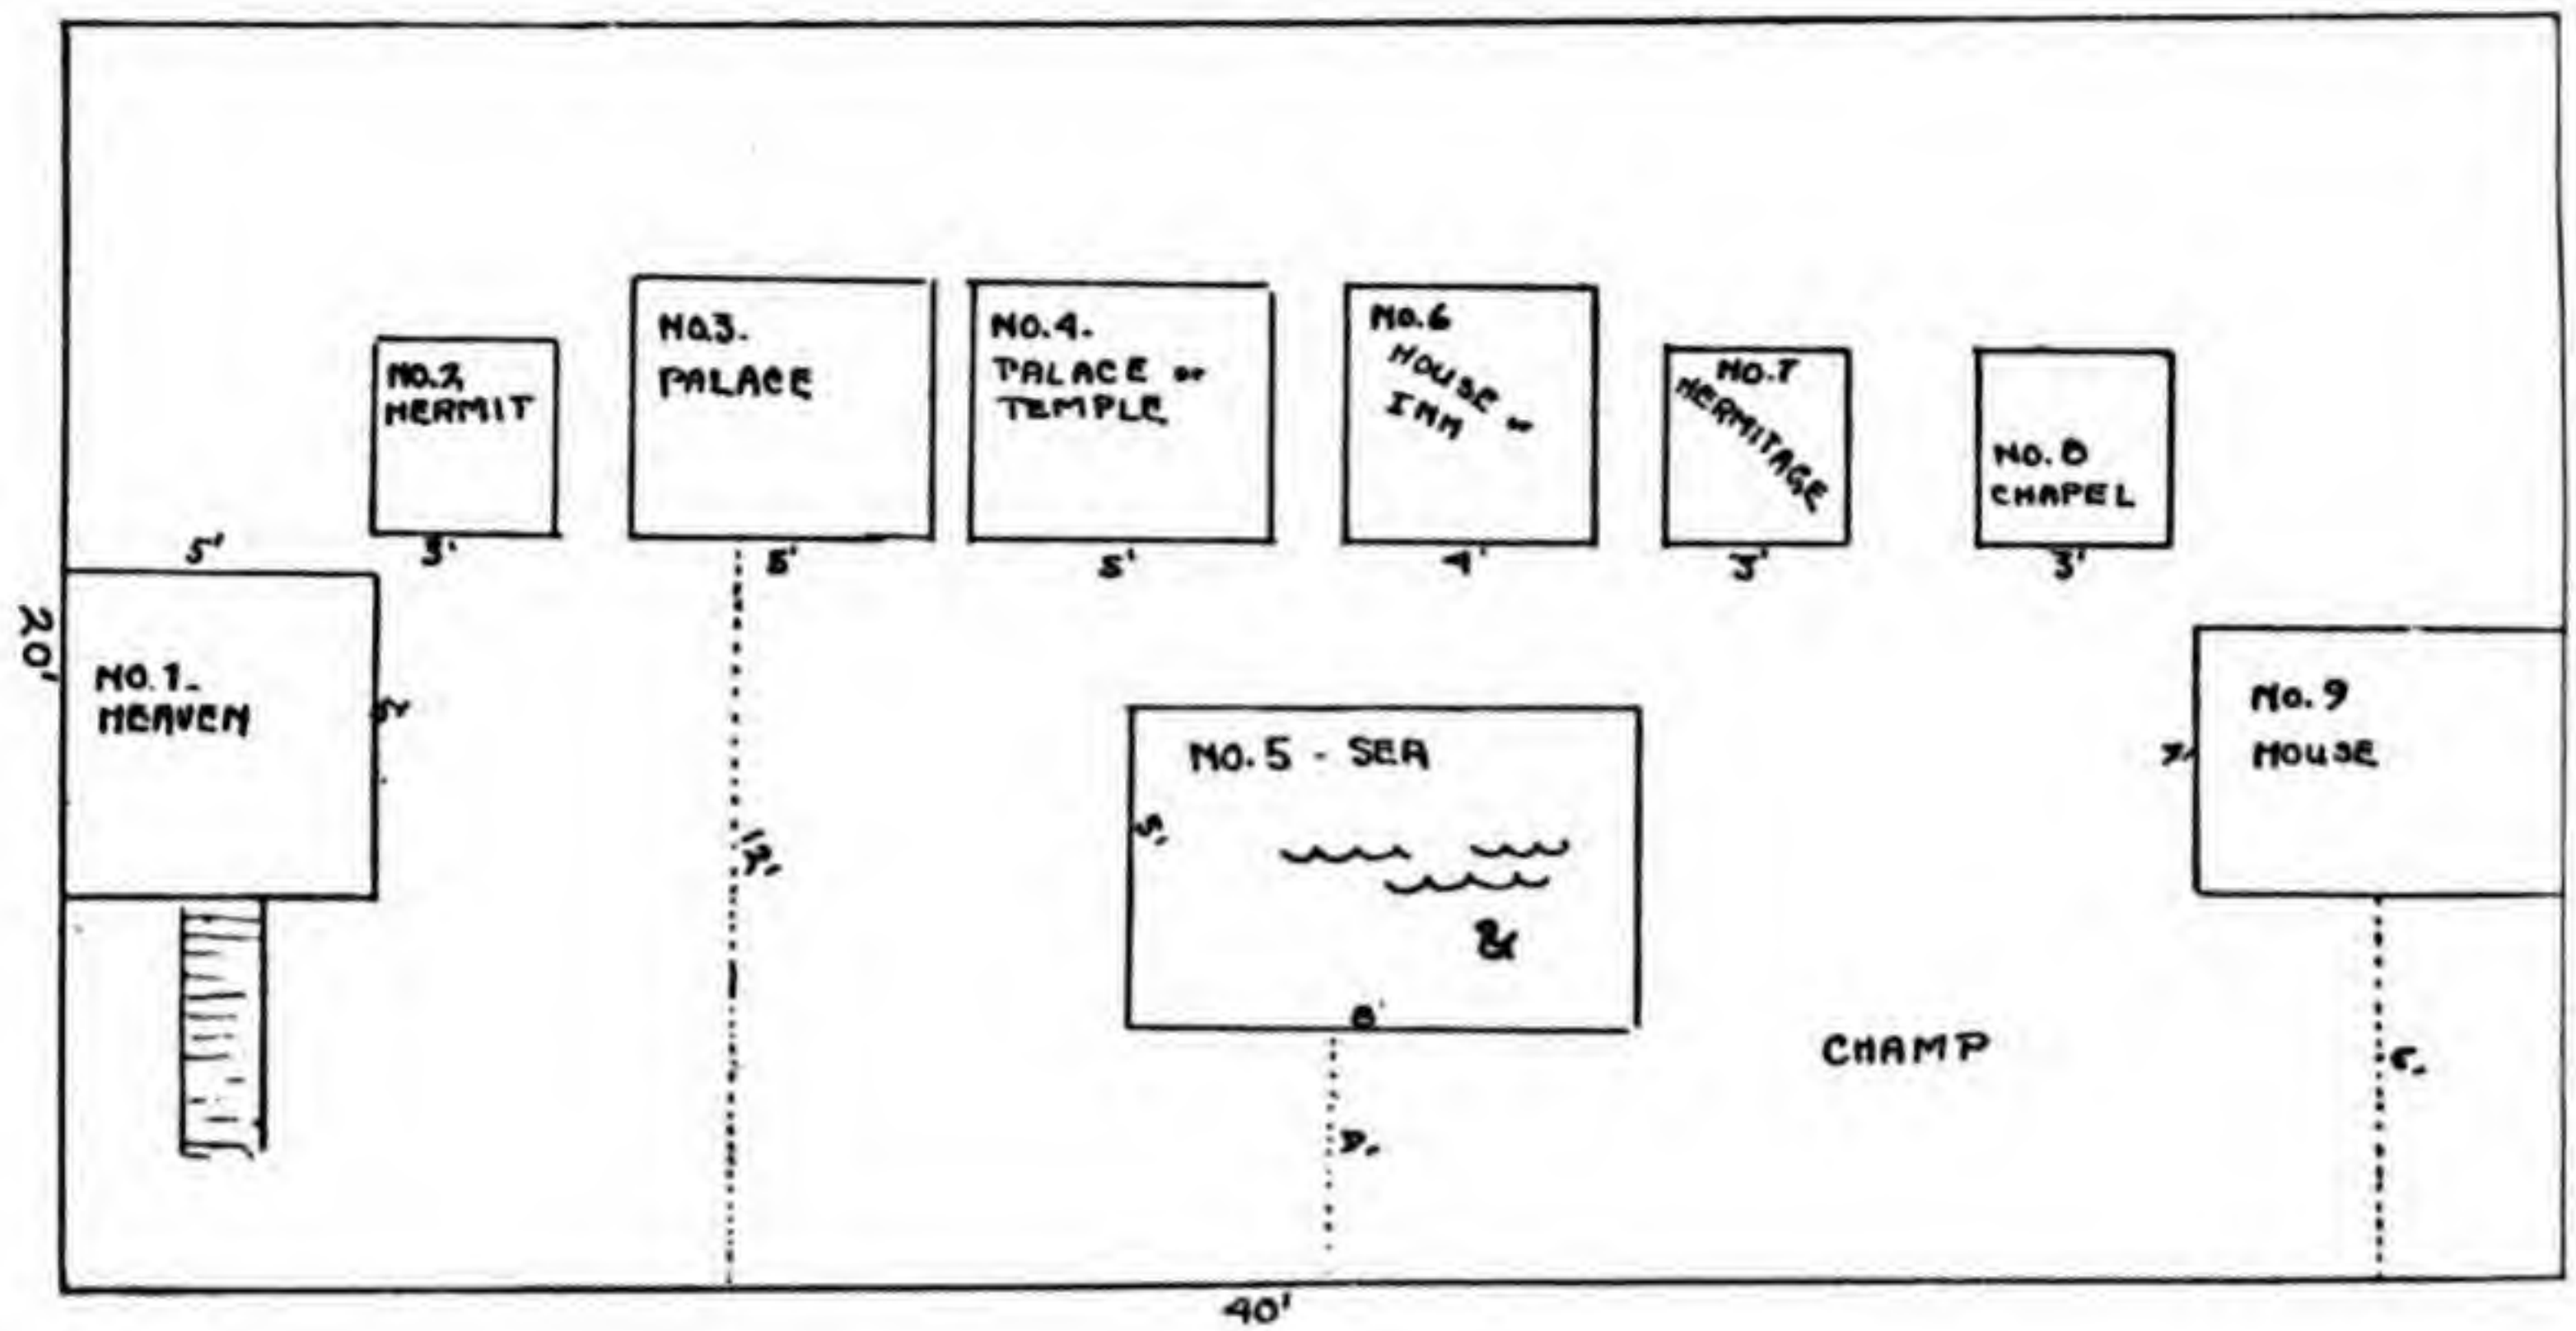 NO.2
HERMIT
3'
NO.3.
PALACE
5'
NO.4.
PALACE or
TEMPLE
5'
NO.6
HOUSE or
INN
4'
NO.7
HERMITAGE
3'
NO.8
CHAPEL
3'
5'
NO.1-
HEAVEN
20'
12'
NO.5 - SEA
5'
&
8'
NO.9
HOUSE
CHAMP
40'